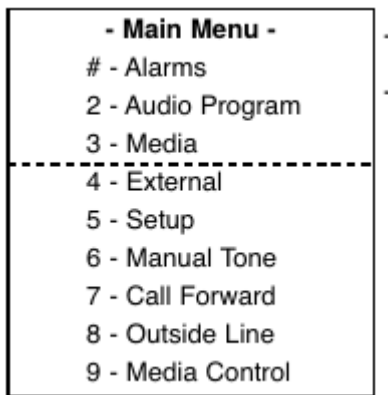 - Main Menu -
# - Alarms
2 - Audio Program
3 - Media
4 - External
5 - Setup
6 - Manual Tone
7 - Call Forward
8 - Outside Line
9 - Media Control